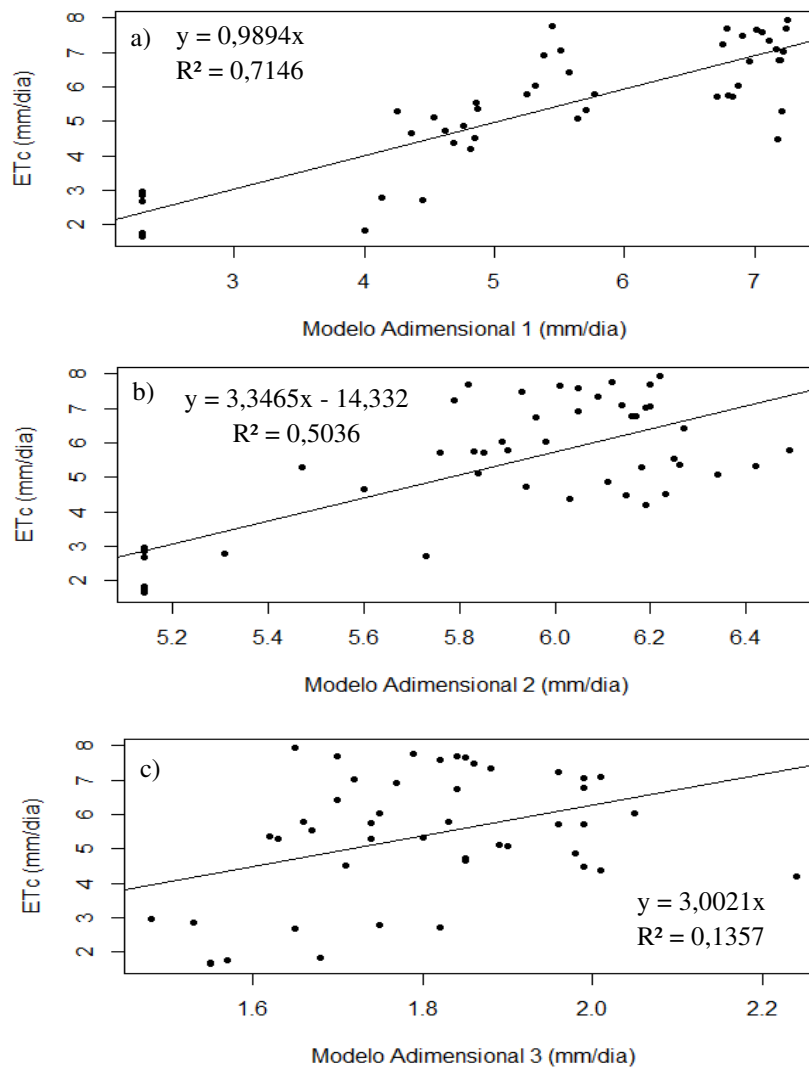 a)
y = 0,9894x
R² = 0,7146
ETc (mm/dia)
8
7
6
5
4
3
2
3 4 5 6 7
Modelo Adimensional 1 (mm/dia)
b)
y = 3,3465x - 14,332
R² = 0,5036
ETc (mm/dia)
8
7
6
5
4
3
2
5.2 5.4 5.6 5.8 6.0 6.2 6.4
Modelo Adimensional 2 (mm/dia)
c)
ETc (mm/dia)
8
7
6
5
4
3
2
y = 3,0021x
R² = 0,1357
1.6 1.8 2.0 2.2
Modelo Adimensional 3 (mm/dia)